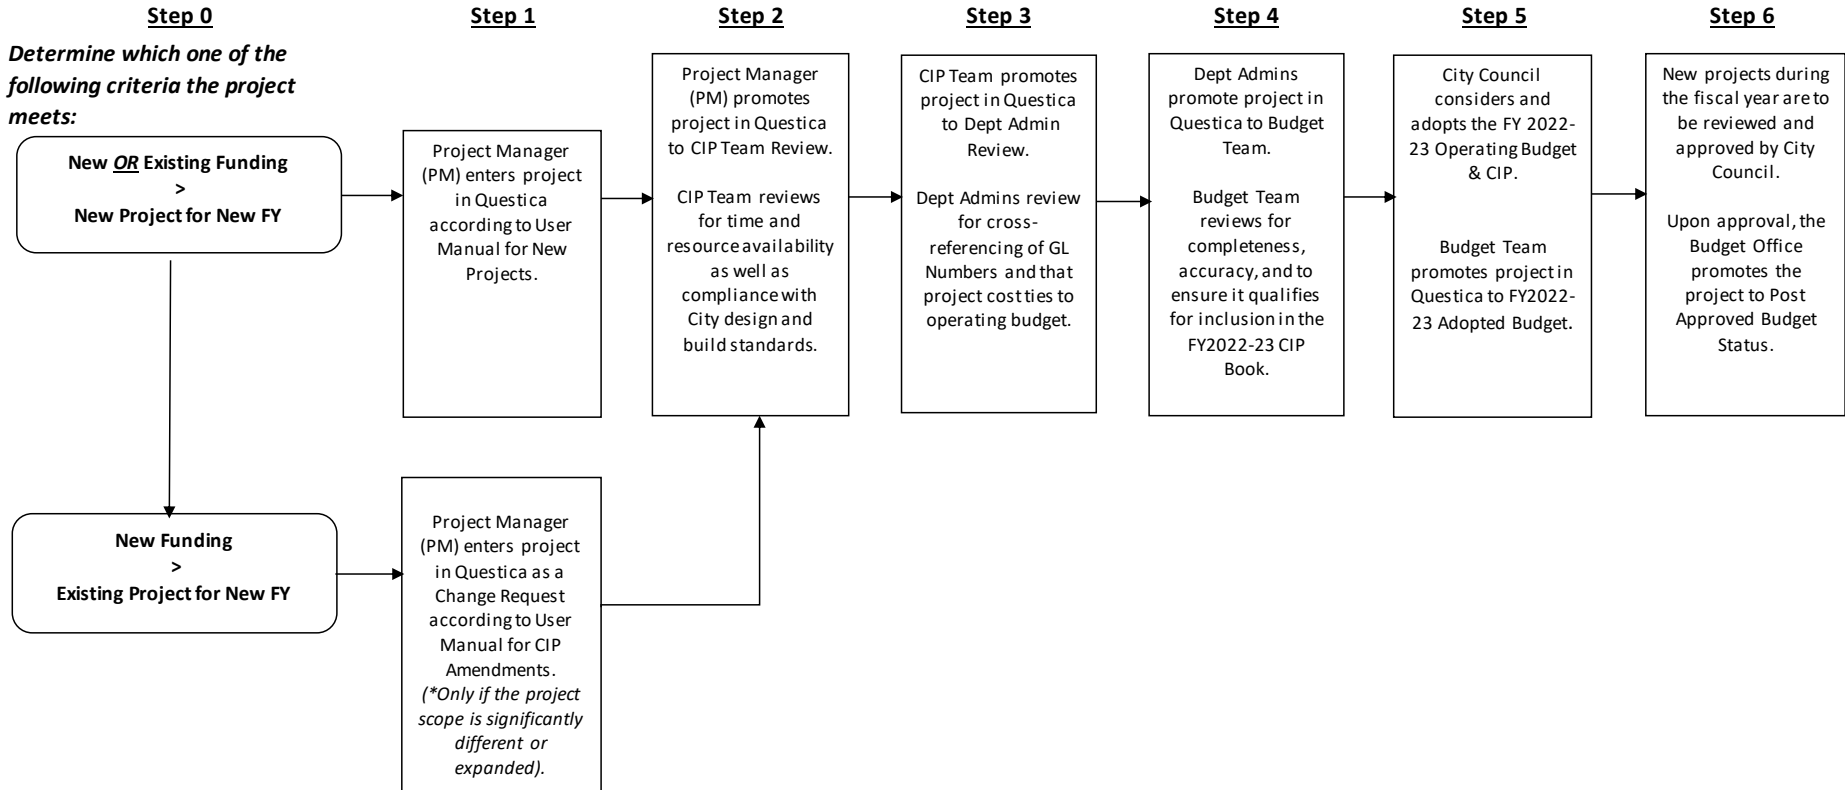 Step 0
Determine which one of the
following criteria the project
meets:
New OR Existing Funding
>
New Project for New FY
New Funding
>
Existing Project for New FY
Step 1
Project Manager
(PM) enters project
in Questica
according to User
Manual for New
Projects.
Project Manager
(PM) enters project
in Questica as a
Change Request
according to User
Manual for CIP
Amendments.
(*Only if the project
scope is significantly
different or
expanded).
Step 2
Project Manager
(PM) promotes
project in Questica
to CIP Team Review.
CIP Team reviews
for time and
resource availability
as well as
compliance with
City design and
build standards.
Step 3
CIP Team promotes
project in Questica
to Dept Admin
Review.
Dept Admins review
for cross-
referencing of GL
Numbers and that
project cost ties to
operating budget.
Step 4
Dept Admins
promote project in
Questica to Budget
Team.
Budget Team
reviews for
completeness,
accuracy, and to
ensure it qualifies
for inclusion in the
FY2022-23 CIP
Book.
Step 5
City Council
considers and
adopts the FY 2022-
23 Operating Budget
& CIP.
Budget Team
promotes project in
Questica to FY2022-
23 Adopted Budget.
Step 6
New projects during
the fiscal year are to
be reviewed and
approved by City
Council.
Upon approval, the
Budget Office
promotes the
project to Post
Approved Budget
Status.